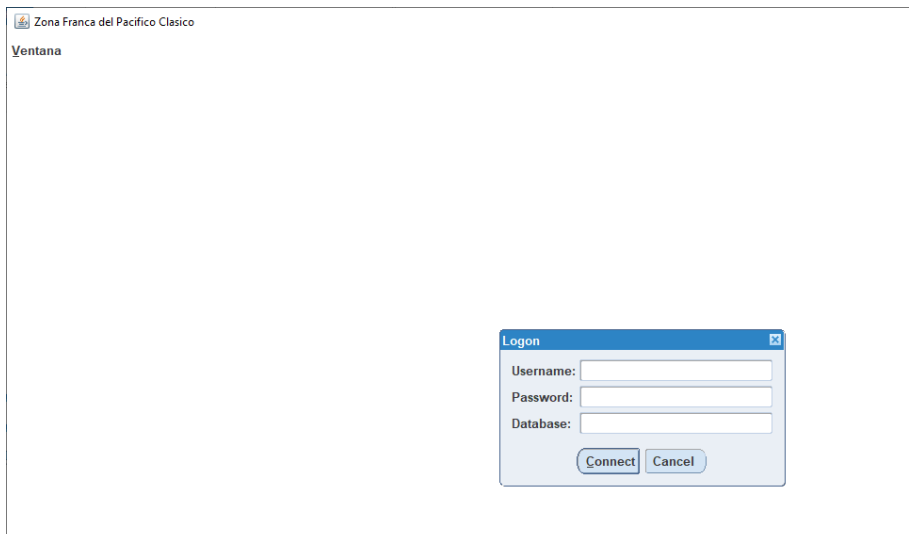 Zona Franca del Pacifico Clasico
Ventana
Logon
Username:
Password:
Database:
Connect Cancel